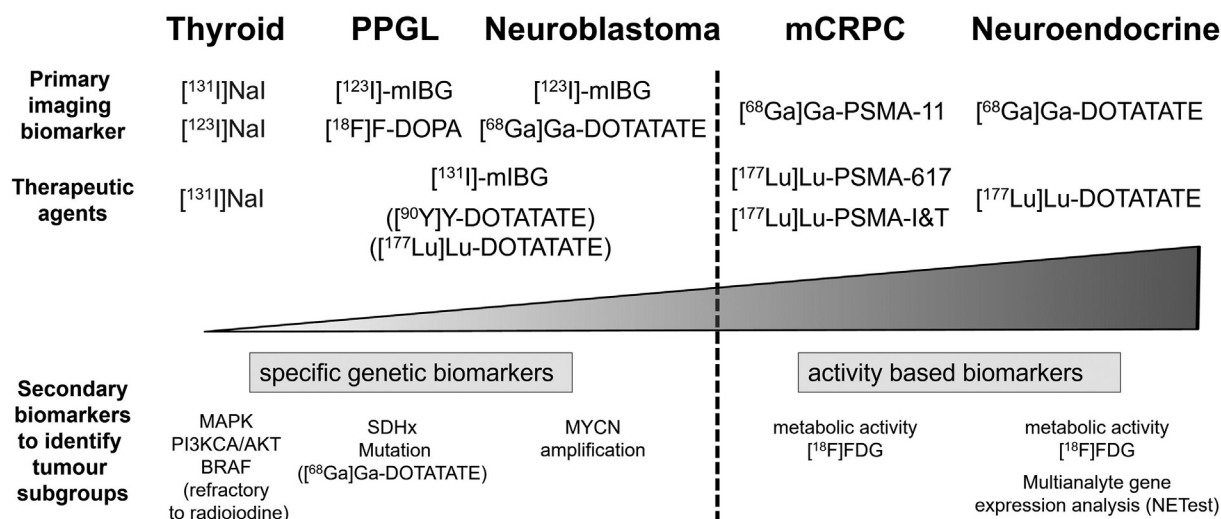 Thyroid PPGL Neuroblastoma mCRPC Neuroendocrine
Primary
imaging
biomarker
[¹³¹I]NaI
[¹²³I]NaI
[¹²³I]-mIBG
[¹⁸F]F-DOPA
[¹²³I]-mIBG
[⁶⁸Ga]Ga-DOTATATE
[⁶⁸Ga]Ga-PSMA-11
[⁶⁸Ga]Ga-DOTATATE
Therapeutic
agents
[¹³¹I]NaI
[¹³¹I]-mIBG
([⁹⁰Y]Y-DOTATATE)
([¹⁷⁷Lu]Lu-DOTATATE)
[¹⁷⁷Lu]Lu-PSMA-617
[¹⁷⁷Lu]Lu-PSMA-I&T
[¹⁷⁷Lu]Lu-DOTATATE
specific genetic biomarkers
activity based biomarkers
Secondary
biomarkers
to identify
tumour
subgroups
MAPK
PI3KCA/AKT
BRAF
(refractory
to radioiodine)
SDHx
Mutation
([⁶⁸Ga]Ga-DOTATATE)
MYCN
amplification
metabolic activity
[¹⁸F]FDG
metabolic activity
[¹⁸F]FDG
Multianalyte gene
expression analysis (NETest)